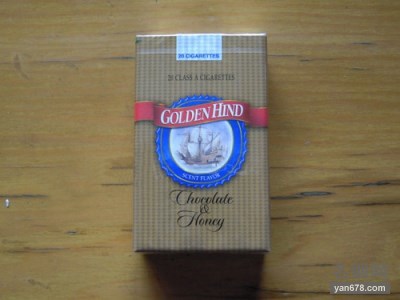 20 CIGARETTES
20 CLASS A CIGARETTES
GOLDEN HIND
SCENT FLAVOR
Chocolate
&
Honey
yan678.com